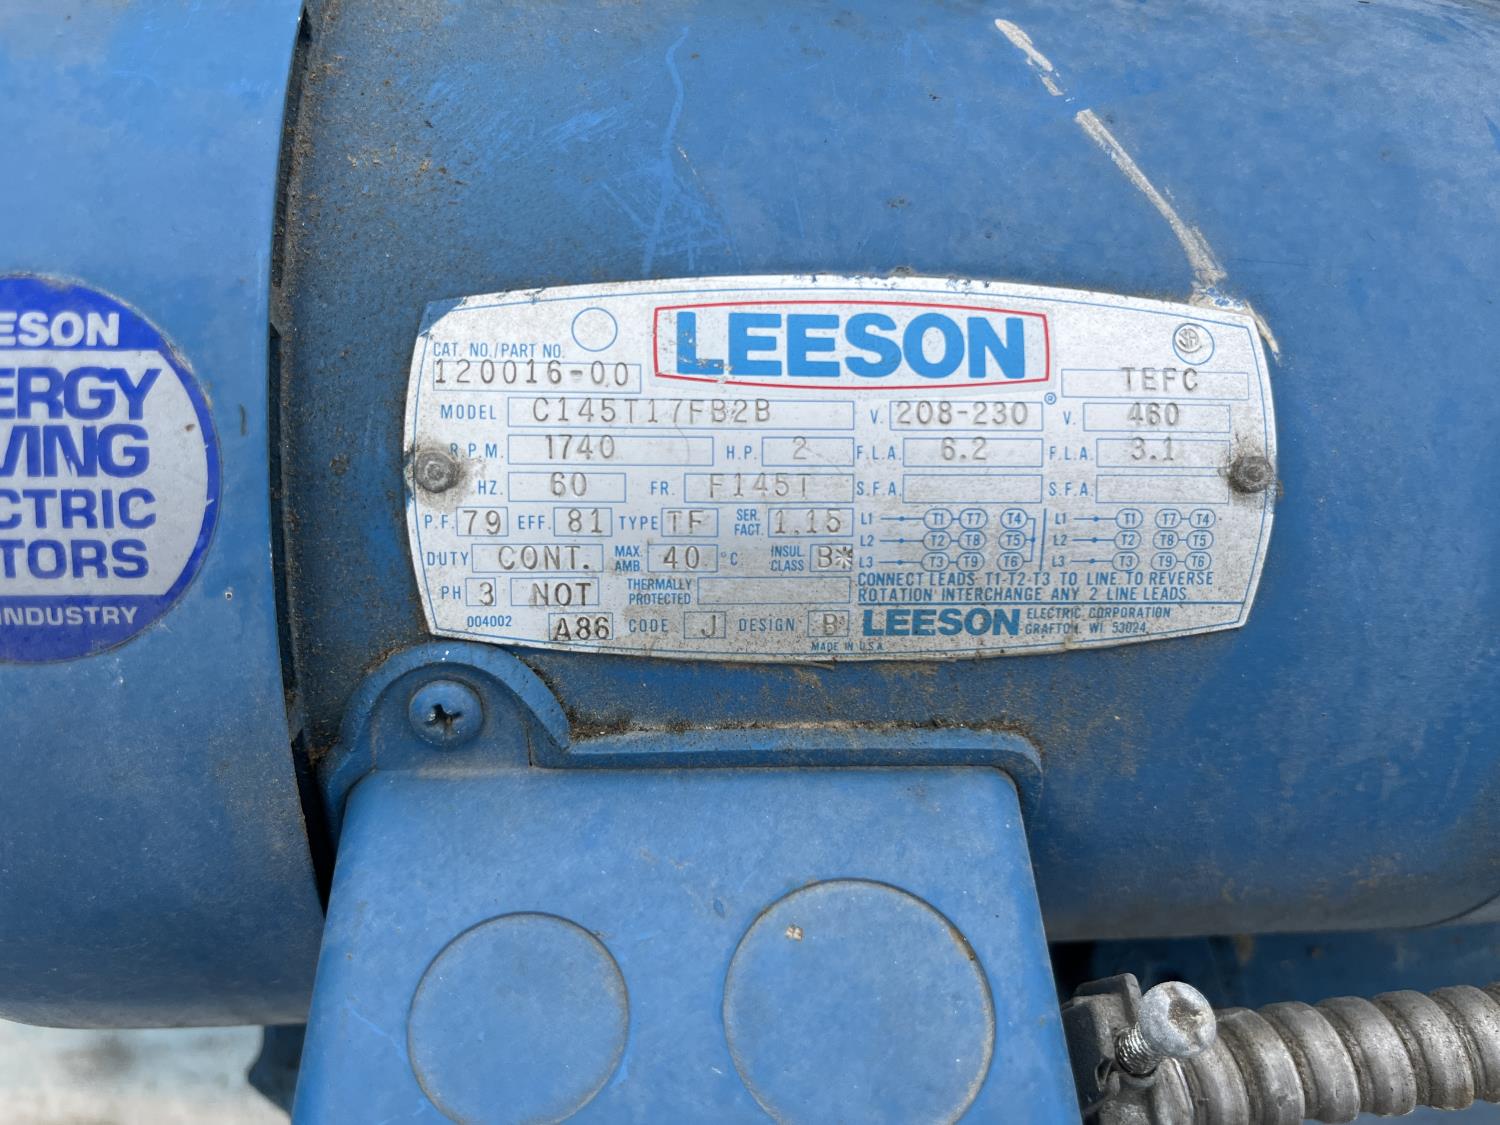 EESON
ERGY
VING
CTRIC
TORS
INDUSTRY
LEESON
®
SA
CAT. NO./PART NO.
120016-00
TEFC
MODEL C145T17FB2B V. 208-230 V. 460
R.P.M. 1740 H.P. 2 F.L.A. 6.2 F.L.A. 3.1
HZ. 60 FR. F145T S.F.A. S.F.A.
P.F. 79 EFF. 81 TYPE TF SER. FACT. 1.15
DUTY CONT. MAX. AMB. 40 °C INSUL CLASS B*
PH 3 NOT THERMALLY PROTECTED
004002 A86 CODE J DESIGN B
L1 T1 T7 T4 L1 T1 T7 T4
L2 T2 T8 T5 L2 T2 T8 T5
L3 T3 T9 T6 L3 T3 T9 T6
CONNECT LEADS T1-T2-T3 TO LINE. TO REVERSE
ROTATION INTERCHANGE ANY 2 LINE LEADS.
LEESON ELECTRIC CORPORATION
GRAFTON, WI 53024
MADE IN U.S.A.